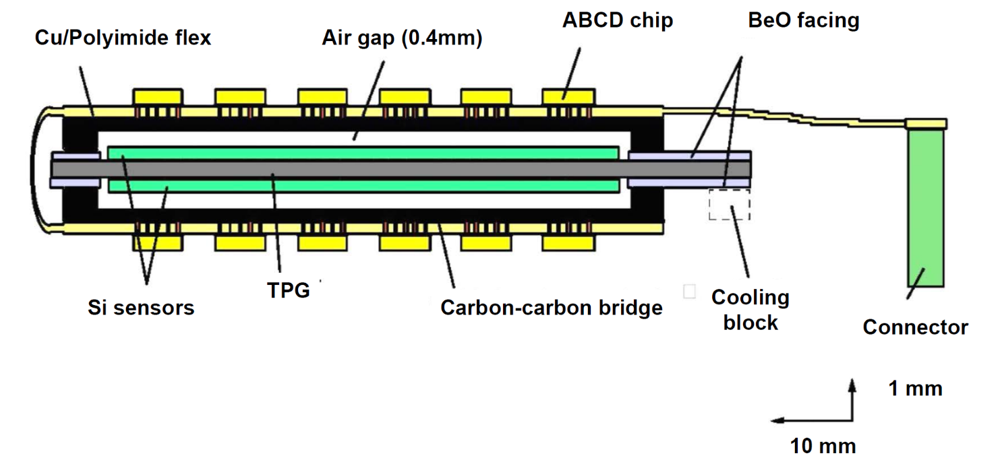 ABCD chip
BeO facing
Cu/Polyimide flex
Air gap (0.4mm)
TPG
Si sensors
Carbon-carbon bridge
Cooling
block
Connector
1 mm
10 mm